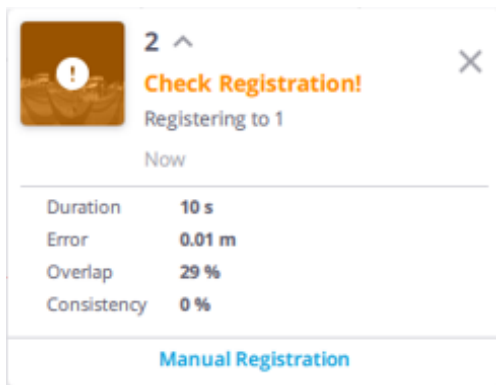 2
Check Registration!
Registering to 1
Now
Duration 10 s
Error 0.01 m
Overlap 29 %
Consistency 0 %
Manual Registration